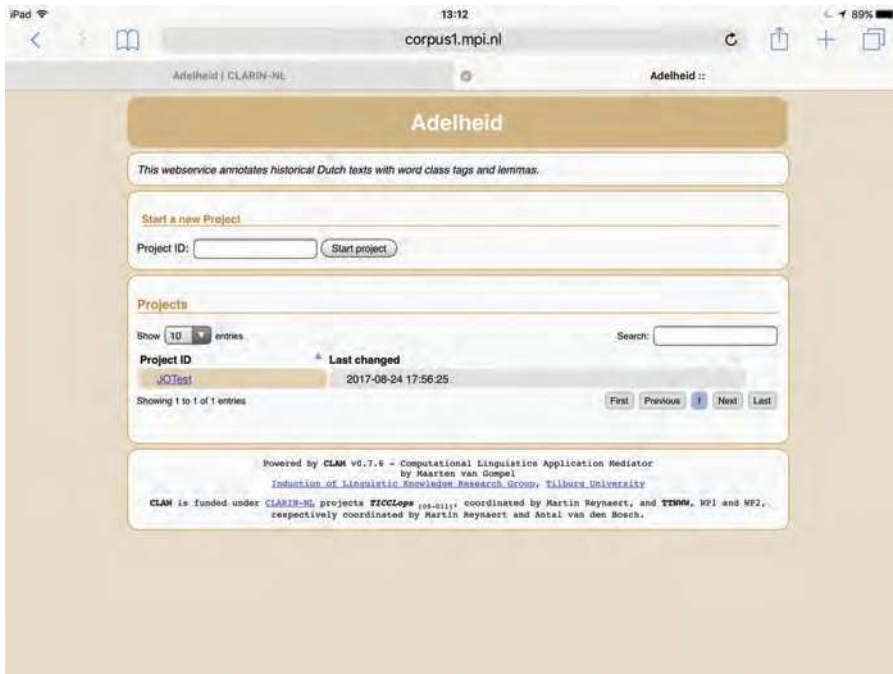 iPad 13:12 89%
corpus1.mpi.nl
Adelheid | CLARIN-NL Adelheid ::
Adelheid
This webservice annotates historical Dutch texts with word class tags and lemmas.
Start a new Project
Project ID: Start project
Projects
Show 10 entries Search:
Project ID Last changed
JOTest 2017-08-24 17:56:25
Showing 1 to 1 of 1 entries First Previous 1 Next Last
Powered by CLAM v0.7.6 - Computational Linguistics Application Mediator
by Maarten van Gompel
Induction of Linguistic Knowledge Research Group, Tilburg University
CLAM is funded under CLARIN-NL projects TICCLops (09-011), coordinated by Martin Reynaert, and TTNWW, WP1 and WP2,
respectively coordinated by Martin Reynaert and Antal van den Bosch.